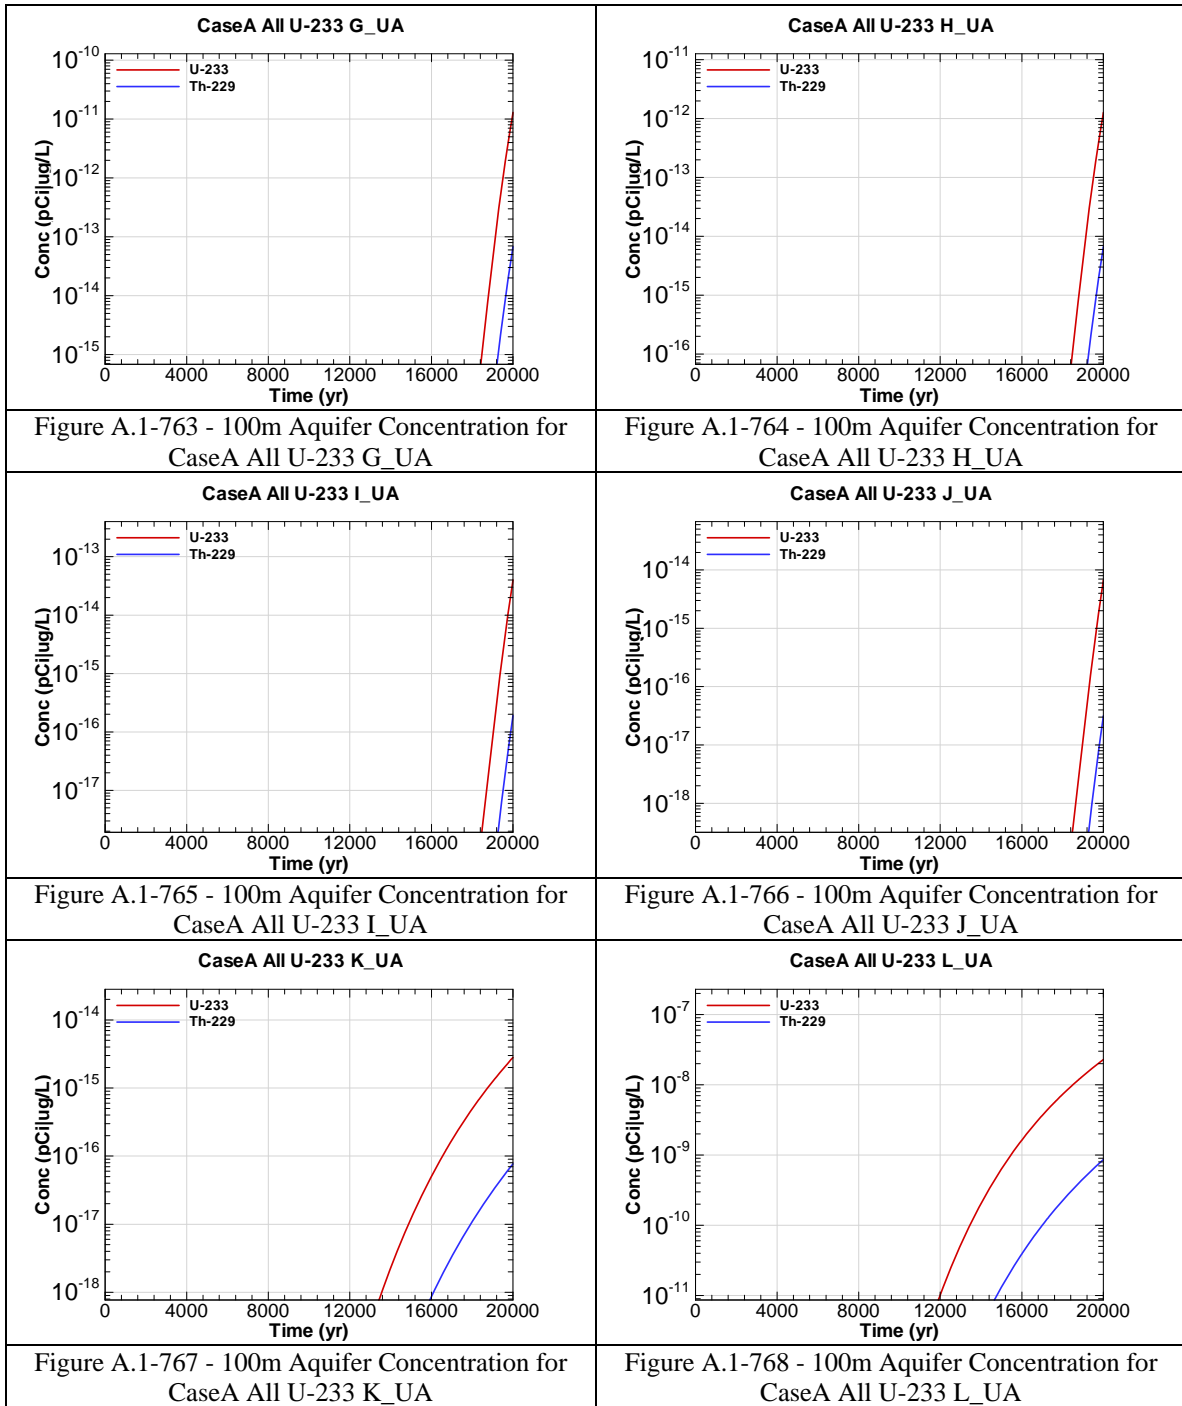 CaseA All U-233 G_UA
U-233
Th-229
10⁻¹⁰
10⁻¹¹
10⁻¹²
10⁻¹³
10⁻¹⁴
10⁻¹⁵
Conc (pCi|ug/L)
0 4000 8000 12000 16000 20000
Time (yr)
Figure A.1-763 - 100m Aquifer Concentration for
CaseA All U-233 G_UA
CaseA All U-233 H_UA
U-233
Th-229
10⁻¹¹
10⁻¹²
10⁻¹³
10⁻¹⁴
10⁻¹⁵
10⁻¹⁶
Conc (pCi|ug/L)
0 4000 8000 12000 16000 20000
Time (yr)
Figure A.1-764 - 100m Aquifer Concentration for
CaseA All U-233 H_UA
CaseA All U-233 I_UA
U-233
Th-229
10⁻¹³
10⁻¹⁴
10⁻¹⁵
10⁻¹⁶
10⁻¹⁷
Conc (pCi|ug/L)
0 4000 8000 12000 16000 20000
Time (yr)
Figure A.1-765 - 100m Aquifer Concentration for
CaseA All U-233 I_UA
CaseA All U-233 J_UA
U-233
Th-229
10⁻¹⁴
10⁻¹⁵
10⁻¹⁶
10⁻¹⁷
10⁻¹⁸
Conc (pCi|ug/L)
0 4000 8000 12000 16000 20000
Time (yr)
Figure A.1-766 - 100m Aquifer Concentration for
CaseA All U-233 J_UA
CaseA All U-233 K_UA
U-233
Th-229
10⁻¹⁴
10⁻¹⁵
10⁻¹⁶
10⁻¹⁷
10⁻¹⁸
Conc (pCi|ug/L)
0 4000 8000 12000 16000 20000
Time (yr)
Figure A.1-767 - 100m Aquifer Concentration for
CaseA All U-233 K_UA
CaseA All U-233 L_UA
U-233
Th-229
10⁻⁷
10⁻⁸
10⁻⁹
10⁻¹⁰
10⁻¹¹
Conc (pCi|ug/L)
0 4000 8000 12000 16000 20000
Time (yr)
Figure A.1-768 - 100m Aquifer Concentration for
CaseA All U-233 L_UA